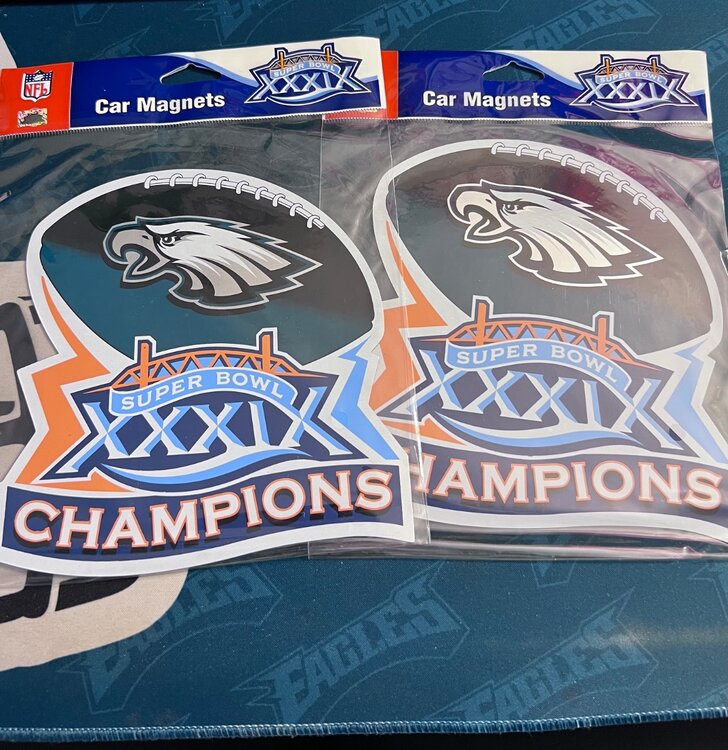 NFL
Car Magnets
SUPER BOWL
XXXIX
Car Magnets
SUPER BOWL
XXXIX
SUPER BOWL
XXXIX
CHAMPIONS
SUPER BOWL
XXXIX
HAMPIONS
EAGLES
EAGLES
EAGLES
EAGLES